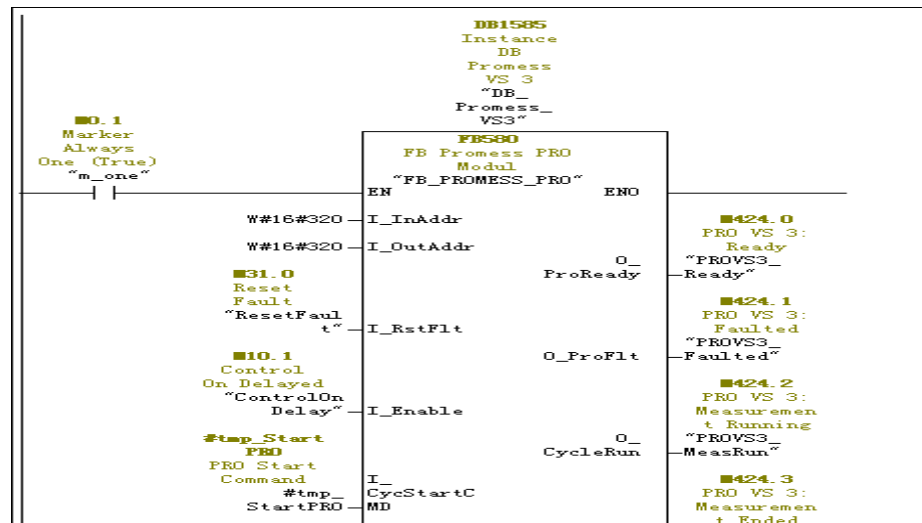 DB1585
Instance
DB
Promess
VS 3
"DB_
Promess_
VS3"
M0.1
Marker
Always
One (True)
"m_one"
FB580
FB Promess PRO
Modul
"FB_PROMESS_PRO"
EN
ENO
W#16#320
I_InAddr
W#16#320
I_OutAddr
M424.0
PRO VS 3:
Ready
"PROVS3_
Ready"
O_
ProReady
M31.0
Reset
Fault
"ResetFaul
t"
I_RstFlt
M424.1
PRO VS 3:
Faulted
"PROVS3_
Faulted"
O_ProFlt
M10.1
Control
On Delayed
"ControlOn
Delay"
I_Enable
M424.2
PRO VS 3:
Measuremen
t Running
"PROVS3_
MeasRun"
O_
CycleRun
#tmp_Start
PRO
PRO Start
Command
#tmp_
StartPRO
I_
CycStartC
MD
M424.3
PRO VS 3:
Measuremen
t Ended